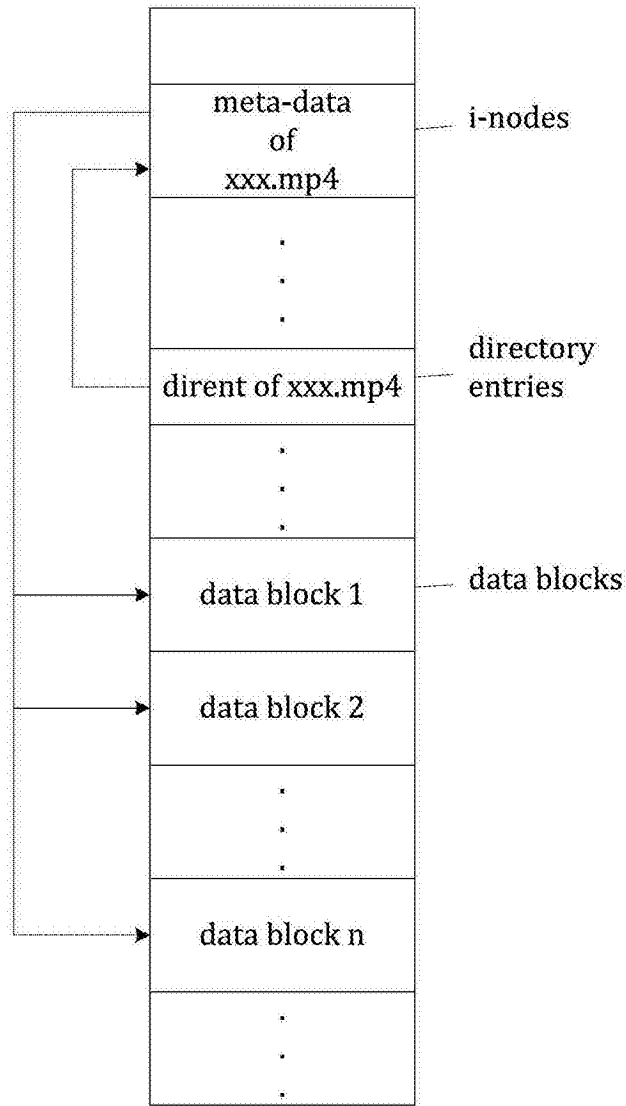 meta-data
of
xxx.mp4
i-nodes
dirent of xxx.mp4
directory
entries
data block 1
data blocks
data block 2
data block n